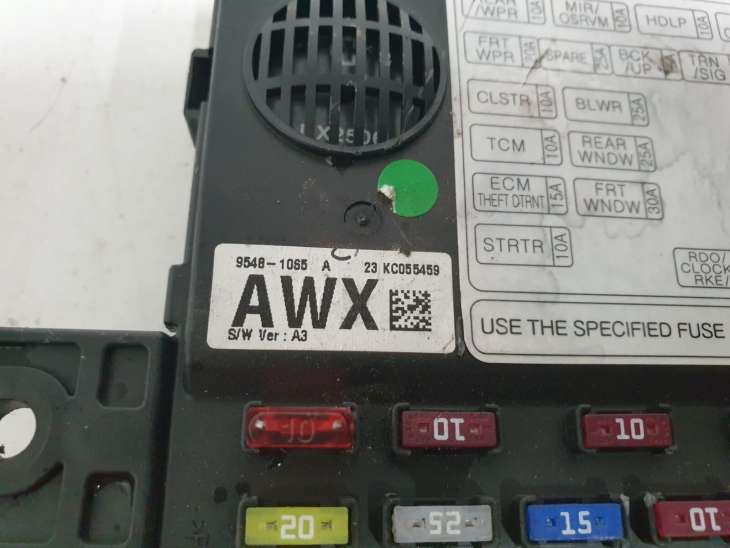 /WPR 10A
MIR/
OSRVM 10A
HDLP 10A
FRT
WPR
SPARE 25A
BCK
/UP
TRN
/SIG
CLSTR 10A
BLWR 25A
TCM 10A
REAR
WNDW 25A
ECM
THEFT DTRNT 15A
FRT
WNDW 30A
STRTR 10A
RDO/
CLOCK
RKE/
9548-1065 A 23 KC055459
AWX
S/W Ver : A3
USE THE SPECIFIED FUSE
10
10
10
20
25
15
10